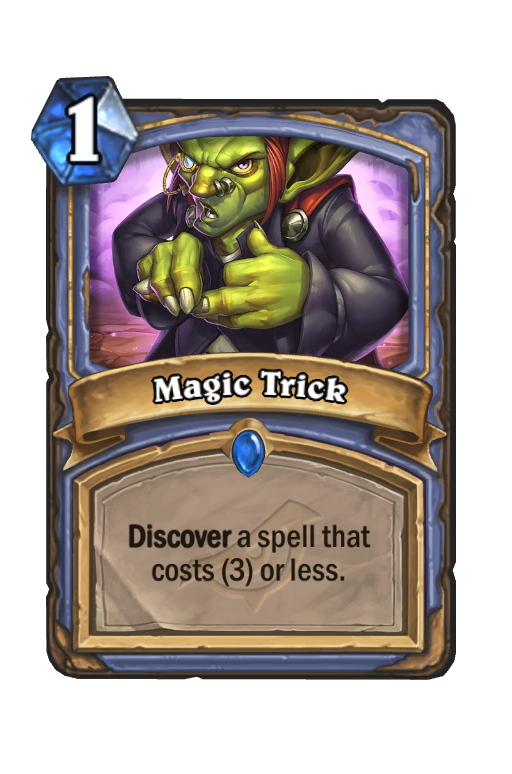 1
Magic Trick
Discover a spell that
costs (3) or less.